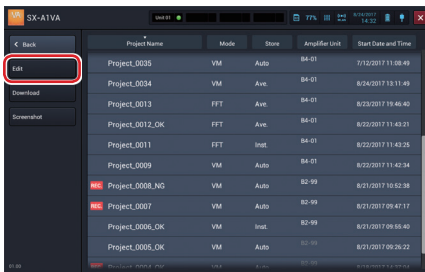 VA SX-A1VA Unit 01 77% 8/24/2017 14:32
< Back Project Name Mode Store Amplifier Unit Start Date and Time
Edit
Download
Screenshot
Project_0035 VM Auto B4-01 7/12/2017 11:08:49
Project_0034 VM Ave. B4-01 8/24/2017 13:11:49
Project_0013 FFT Ave. B4-01 8/23/2017 19:46:40
Project_0012_OK FFT Ave. B4-01 8/22/2017 11:43:21
Project_0011 FFT Inst. B4-01 8/22/2017 11:43:25
Project_0009 VM Auto B4-01 8/22/2017 11:42:34
REC Project_0008_NG VM Auto B2-99 8/21/2017 10:52:38
REC Project_0007 VM Auto B2-99 8/21/2017 09:47:17
Project_0006_OK VM Inst. B2-99 8/21/2017 09:55:40
Project_0005_OK VM Auto B2-99 8/21/2017 09:26:22